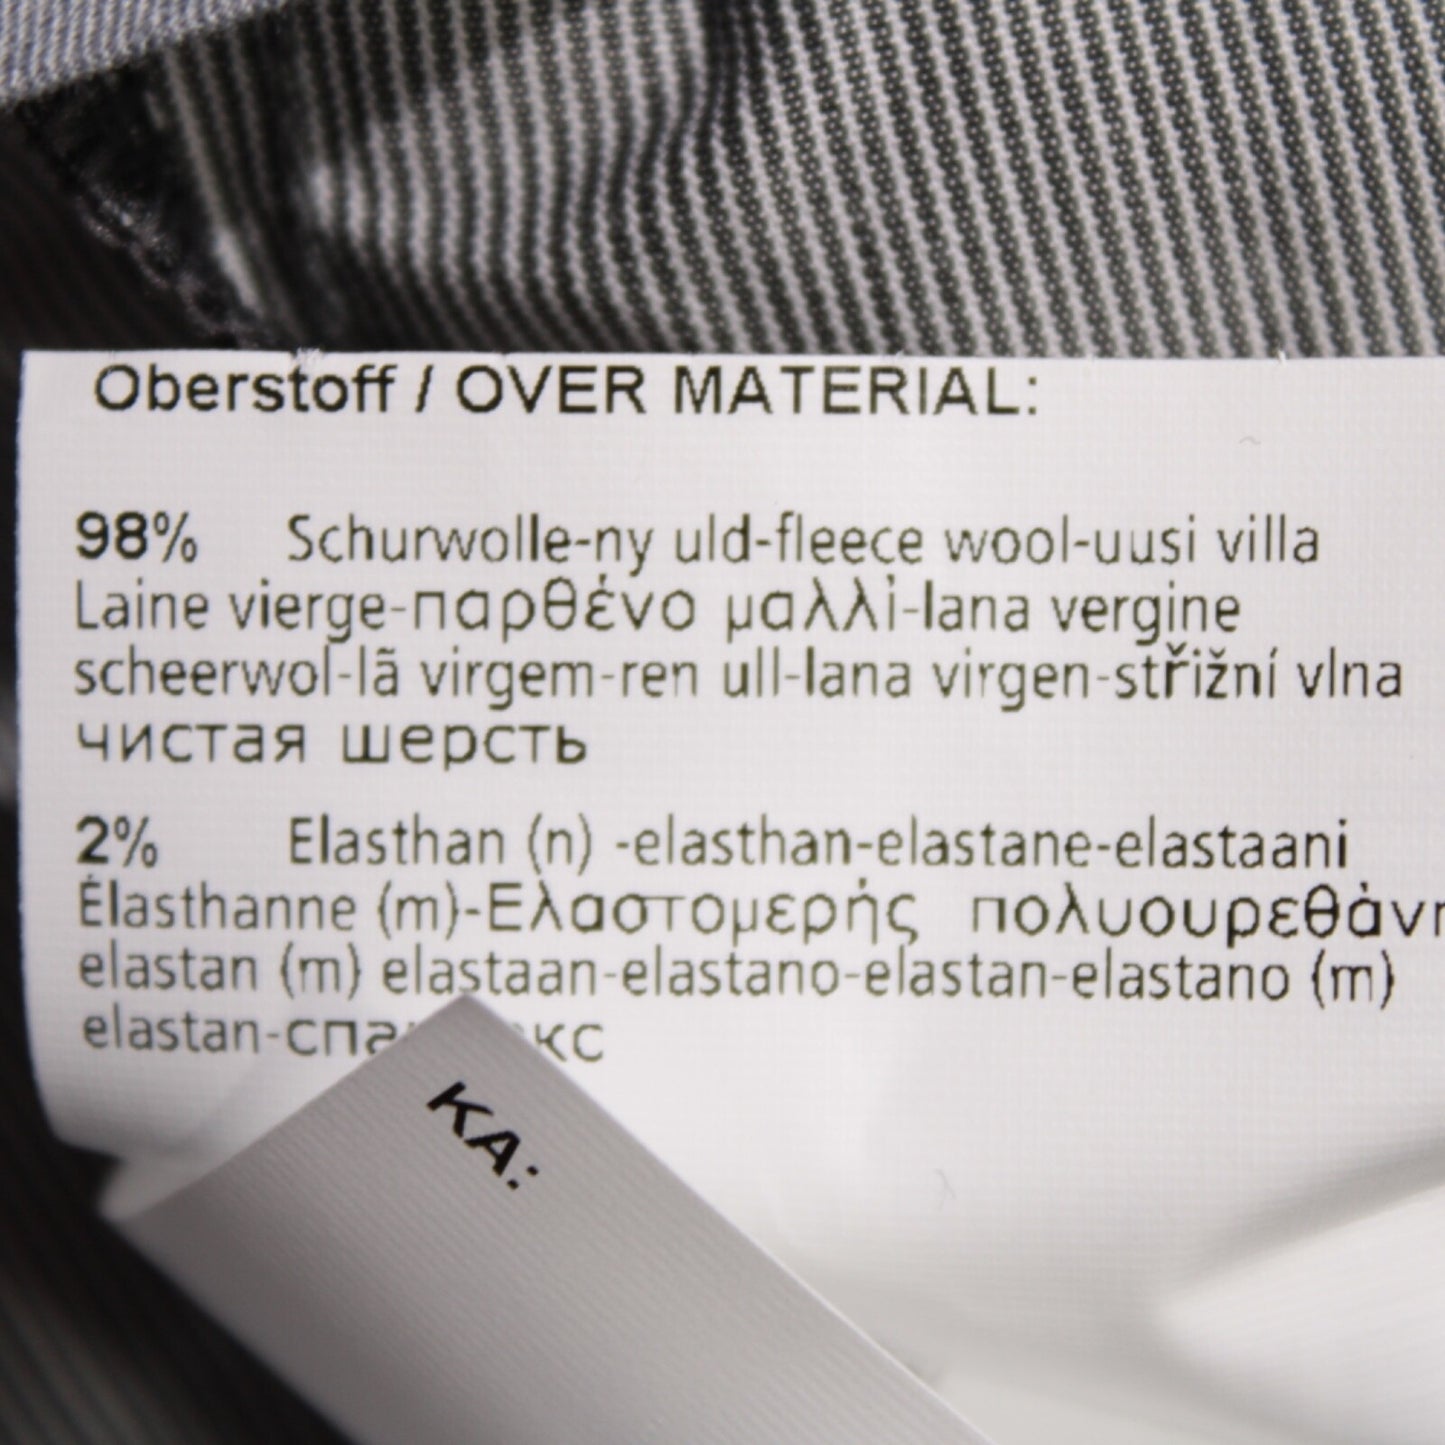 Oberstoff / OVER MATERIAL:
98% Schurwolle-ny uld-fleece wool-uusi villa
Laine vierge-παρθένο μαλλί-lana vergine
scheerwol-lã virgem-ren ull-lana virgen-střižní vlna
чистая шерсть
2% Elasthan (n) -elasthan-elastane-elastaani
Élasthanne (m)-Ελαστομερής
elastan (m) elastaan-elastano-elastan-elastano (m)
elastan-
KA: